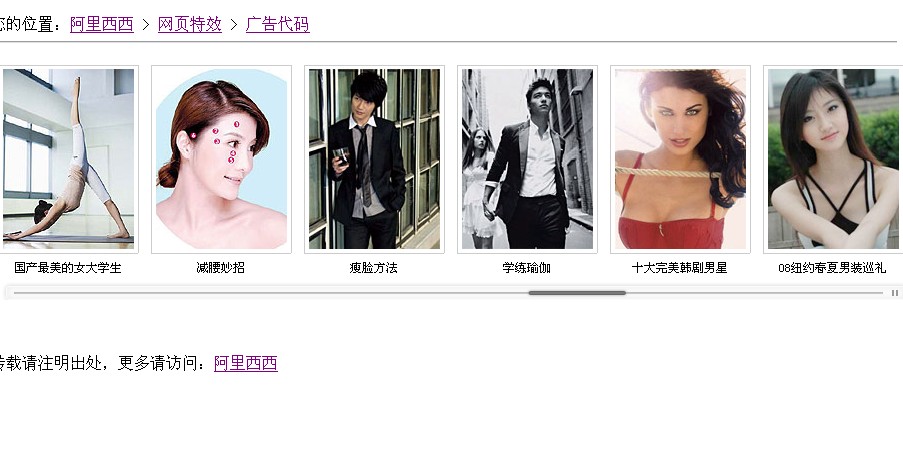 您的位置：阿里西西 > 网页特效 > 广告代码
国产最美的女大学生
减腰妙招
瘦脸方法
学练瑜伽
十大完美韩剧男星
08纽约春夏男装巡礼
转载请注明出处，更多请访问：阿里西西